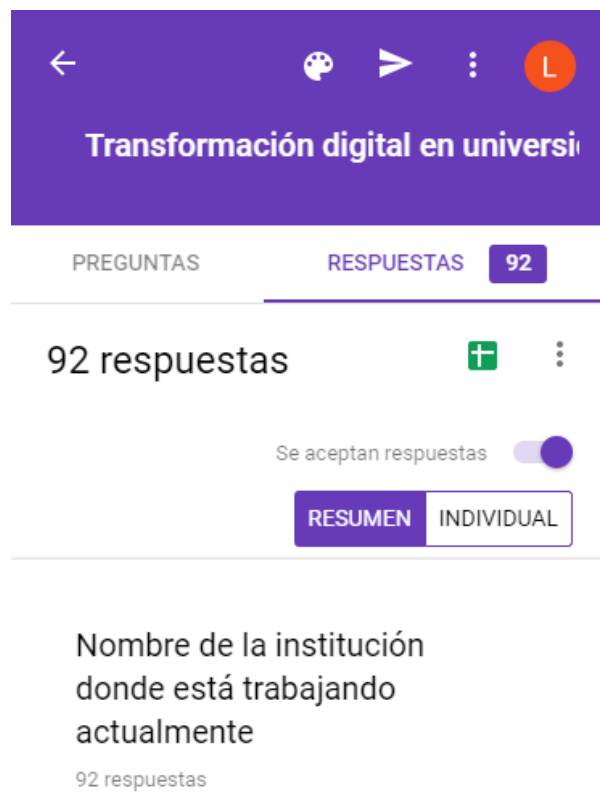 L
Transformación digital en universi
PREGUNTAS RESPUESTAS 92
92 respuestas
Se aceptan respuestas
RESUMEN INDIVIDUAL
Nombre de la institución
donde está trabajando
actualmente
92 respuestas